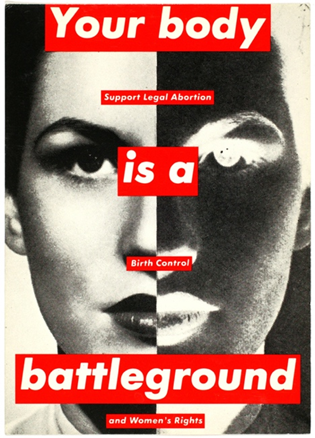 Your body
Support Legal Abortion
is a
Birth Control
battleground
and Women's Rights